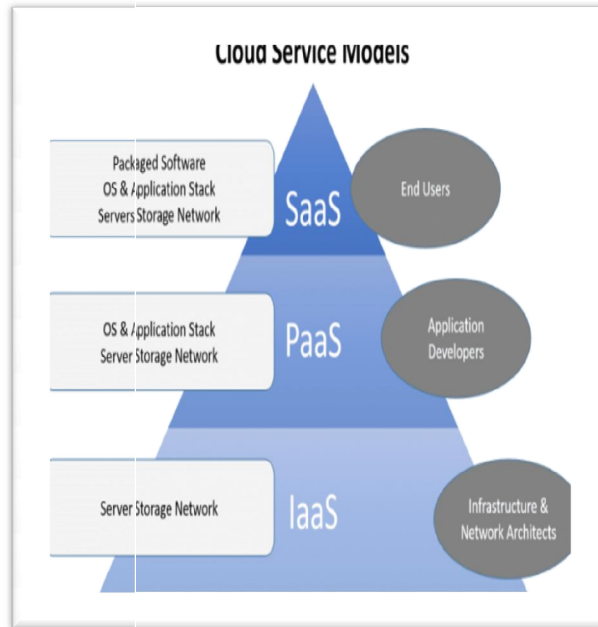 Cloud Service Models
Packaged Software
OS & Application Stack
Servers Storage Network
SaaS
End Users
OS & Application Stack
Server Storage Network
PaaS
Application
Developers
Server Storage Network
IaaS
Infrastructure &
Network Architects